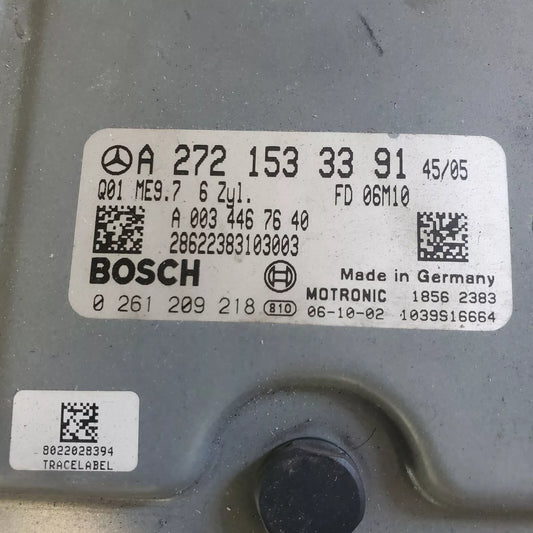 A 272 153 33 91 45/05
Q01 ME9.7 6 Zyl. FD 06M10
A 003 446 76 40
28622383103003
BOSCH Made in Germany
MOTRONIC 1856 2383
0 261 209 218 810 06-10-02 1039S16664
8022028394
TRACELABEL